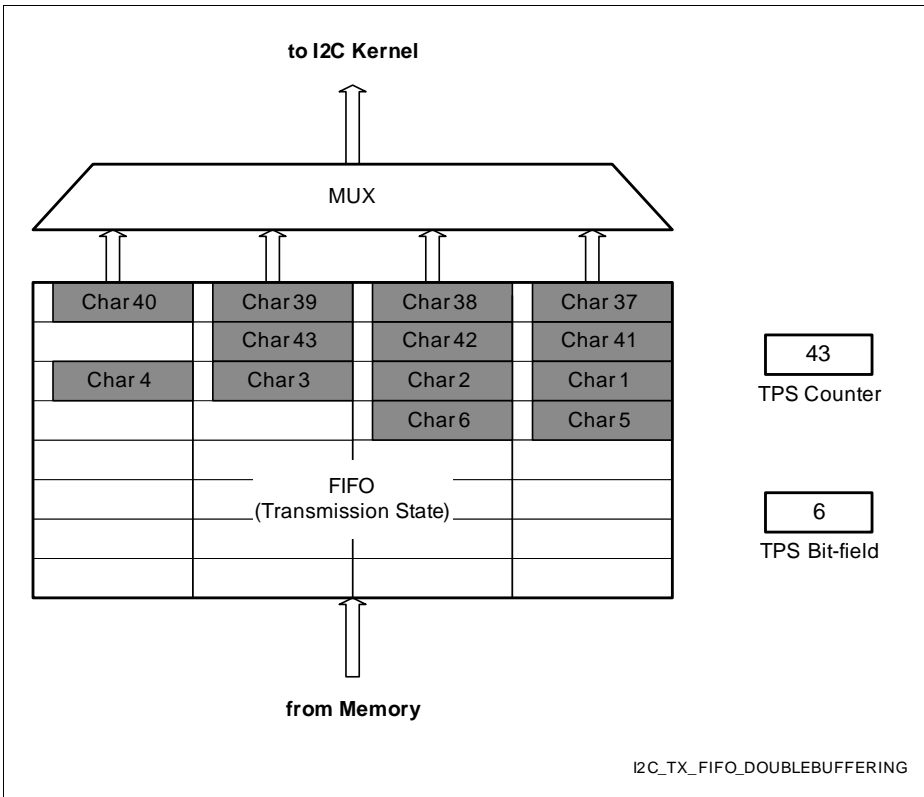 to I2C Kernel
MUX
Char 40 Char 39 Char 38 Char 37
Char 43 Char 42 Char 41
Char 4 Char 3 Char 2 Char 1
Char 6 Char 5
43
TPS Counter
FIFO
(Transmission State)
6
TPS Bit-field
from Memory
I2C_TX_FIFO_DOUBLEBUFFERING